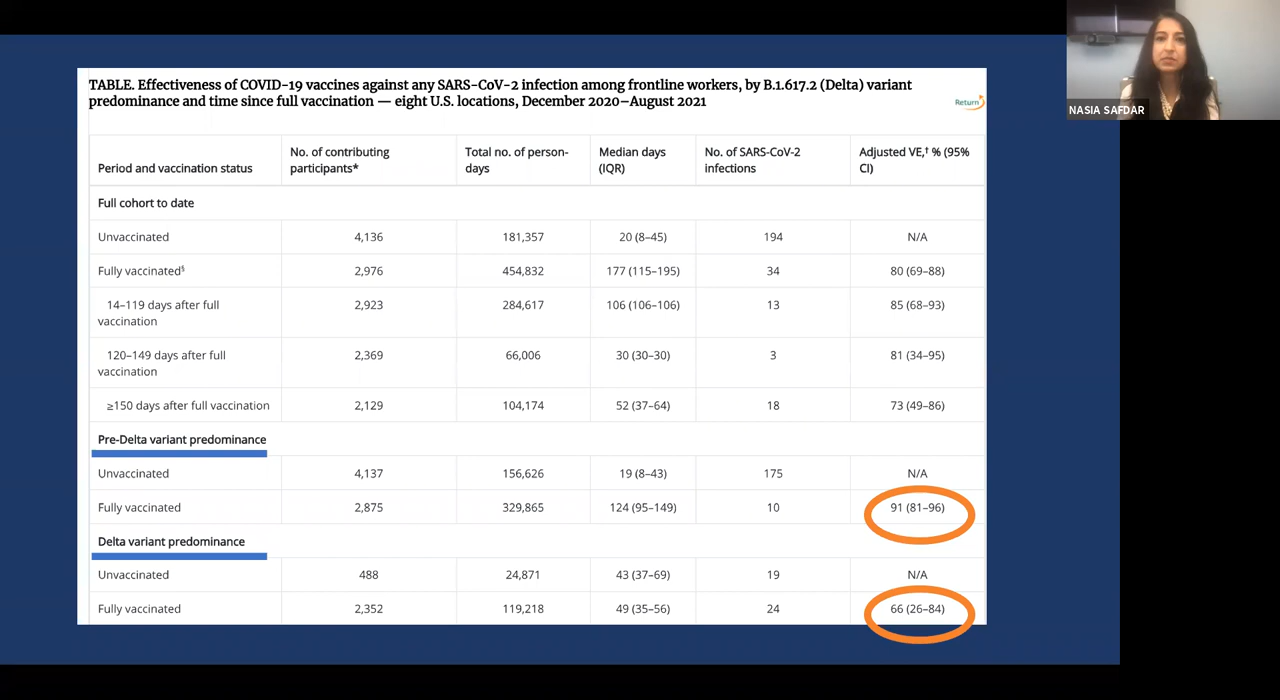 TABLE. Effectiveness of COVID-19 vaccines against any SARS-CoV-2 infection among frontline workers, by B.1.617.2 (Delta) variant
predominance and time since full vaccination — eight U.S. locations, December 2020–August 2021
Return
NASIA SAFDAR
Period and vaccination status No. of contributing participants* Total no. of person-days Median days (IQR) No. of SARS-CoV-2 infections Adjusted VE,† % (95% CI)
Full cohort to date
Unvaccinated 4,136 181,357 20 (8–45) 194 N/A
Fully vaccinated§ 2,976 454,832 177 (115–195) 34 80 (69–88)
14–119 days after full vaccination 2,923 284,617 106 (106–106) 13 85 (68–93)
120–149 days after full vaccination 2,369 66,006 30 (30–30) 3 81 (34–95)
≥150 days after full vaccination 2,129 104,174 52 (37–64) 18 73 (49–86)
Pre-Delta variant predominance
Unvaccinated 4,137 156,626 19 (8–43) 175 N/A
Fully vaccinated 2,875 329,865 124 (95–149) 10 91 (81–96)
Delta variant predominance
Unvaccinated 488 24,871 43 (37–69) 19 N/A
Fully vaccinated 2,352 119,218 49 (35–56) 24 66 (26–84)